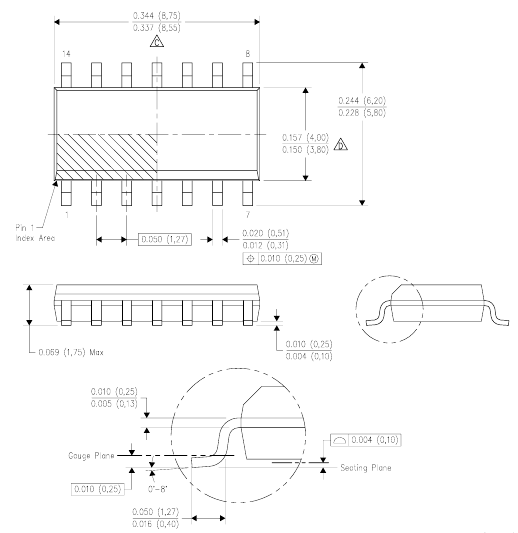 0.344 (8,75)
0.337 (8,55)
C
14
8
0.244 (6,20)
0.228 (5,80)
0.157 (4,00)
0.150 (3,80)
D
Pin 1
Index Area
1
7
0.050 (1,27)
0.020 (0,51)
0.012 (0,31)
0.010 (0,25) M
0.069 (1,75) Max
0.010 (0,25)
0.004 (0,10)
0.010 (0,25)
0.005 (0,13)
Gauge Plane
0.004 (0,10)
Seating Plane
0.010 (0,25)
0°-8°
0.050 (1,27)
0.016 (0,40)